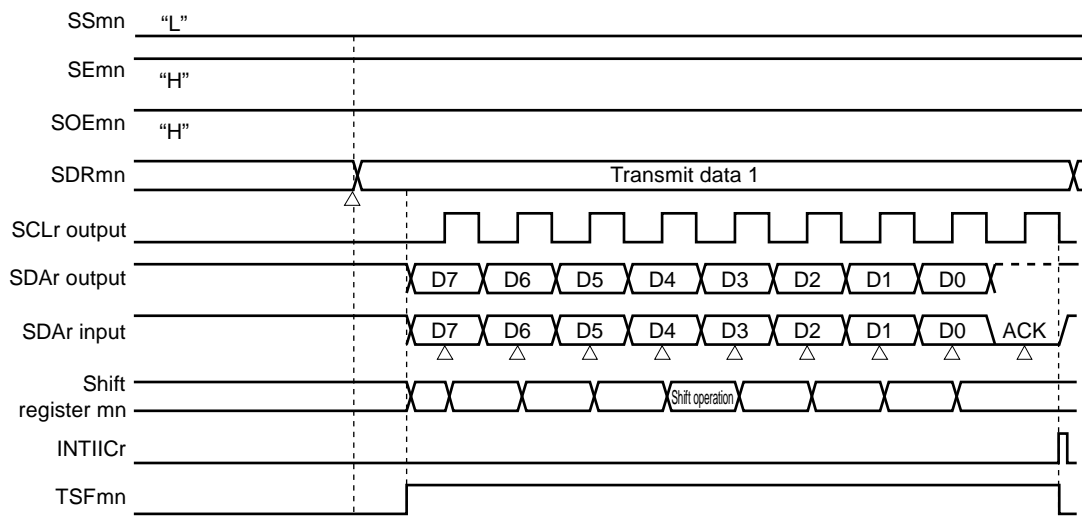 SSmn “L”
SEmn “H”
SOEmn “H”
SDRmn Transmit data 1
SCLr output
SDAr output D7 D6 D5 D4 D3 D2 D1 D0
SDAr input D7 D6 D5 D4 D3 D2 D1 D0 ACK
Shift
register mn Shift operation
INTIICr
TSFmn